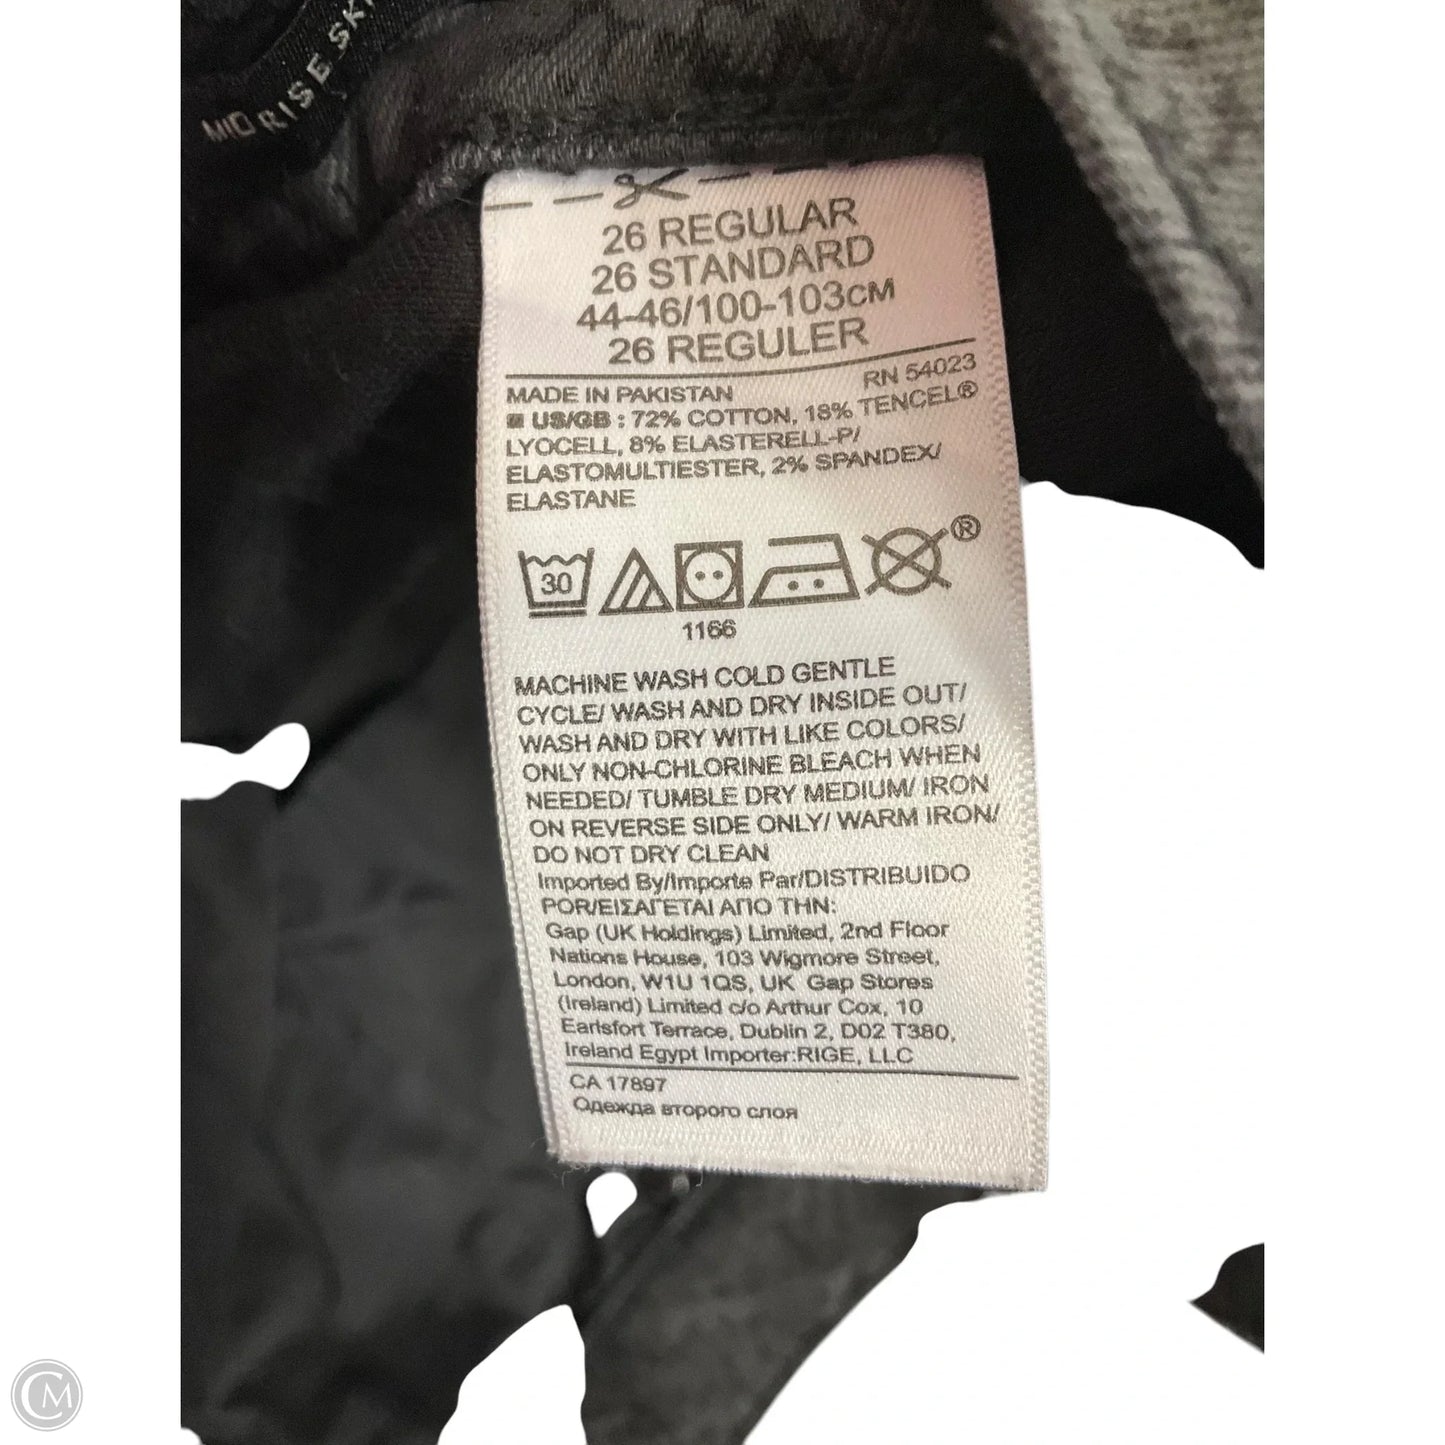 MID RISE SKI
26 REGULAR
26 STANDARD
44-46/100-103CM
26 REGULER
RN 54023
MADE IN PAKISTAN
US/GB : 72% COTTON, 18% TENCEL®
LYOCELL, 8% ELASTERELL-P/
ELASTOMULTIESTER, 2% SPANDEX/
ELASTANE
30
®
1166
MACHINE WASH COLD GENTLE
CYCLE/ WASH AND DRY INSIDE OUT/
WASH AND DRY WITH LIKE COLORS/
ONLY NON-CHLORINE BLEACH WHEN
NEEDED/ TUMBLE DRY MEDIUM/ IRON
ON REVERSE SIDE ONLY/ WARM IRON/
DO NOT DRY CLEAN
Imported By/Importe Par/DISTRIBUIDO
POR/ΕΙΣΑΓΕΤΑΙ ΑΠΟ ΤΗΝ:
Gap (UK Holdings) Limited, 2nd Floor
Nations House, 103 Wigmore Street,
London, W1U 1QS, UK Gap Stores
(Ireland) Limited c/o Arthur Cox, 10
Earlsfort Terrace, Dublin 2, D02 T380,
Ireland Egypt Importer:RIGE, LLC
CA 17897
Одежда второго слоя
CM